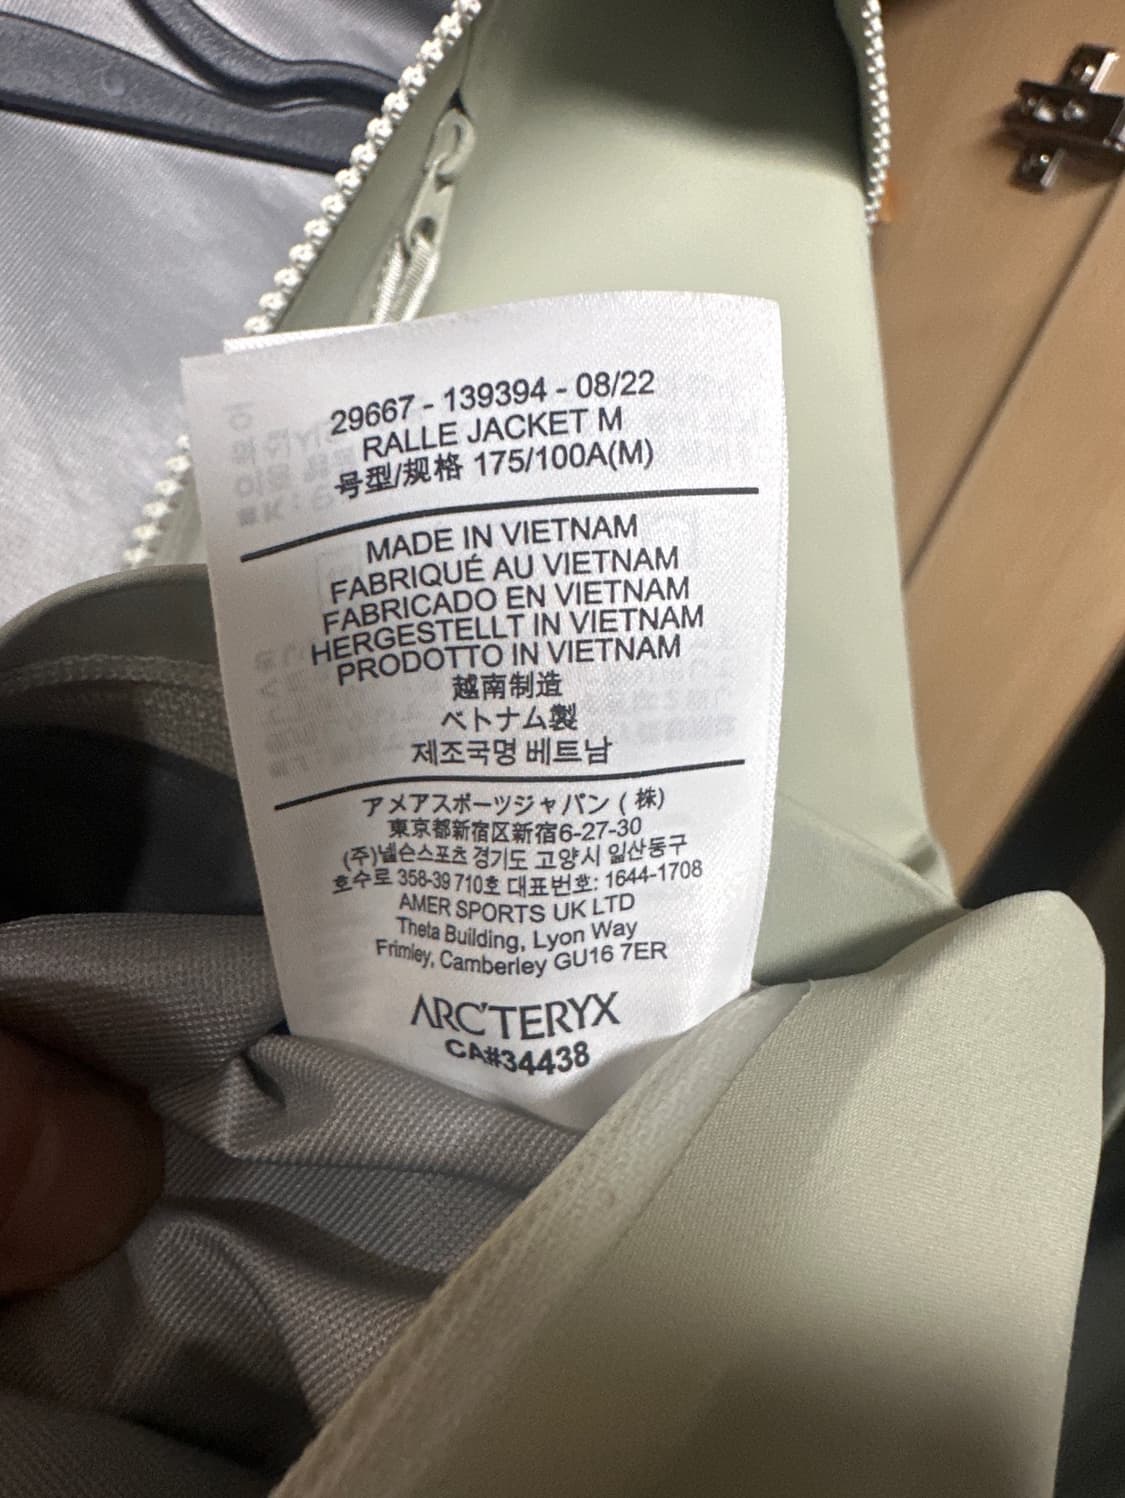 29667 - 139394 - 08/22
RALLE JACKET M
号型/规格 175/100A(M)
MADE IN VIETNAM
FABRIQUÉ AU VIETNAM
FABRICADO EN VIETNAM
HERGESTELLT IN VIETNAM
PRODOTTO IN VIETNAM
越南制造
ベトナム製
제조국명 베트남
アメアスポーツジャパン ( 株)
東京都新宿区新宿6-27-30
(주)넬슨스포츠 경기도 고양시 일산동구
호수로 358-39 710호 대표번호: 1644-1708
AMER SPORTS UK LTD
Theta Building, Lyon Way
Frimley, Camberley GU16 7ER
ARC'TERYX
CA#34438